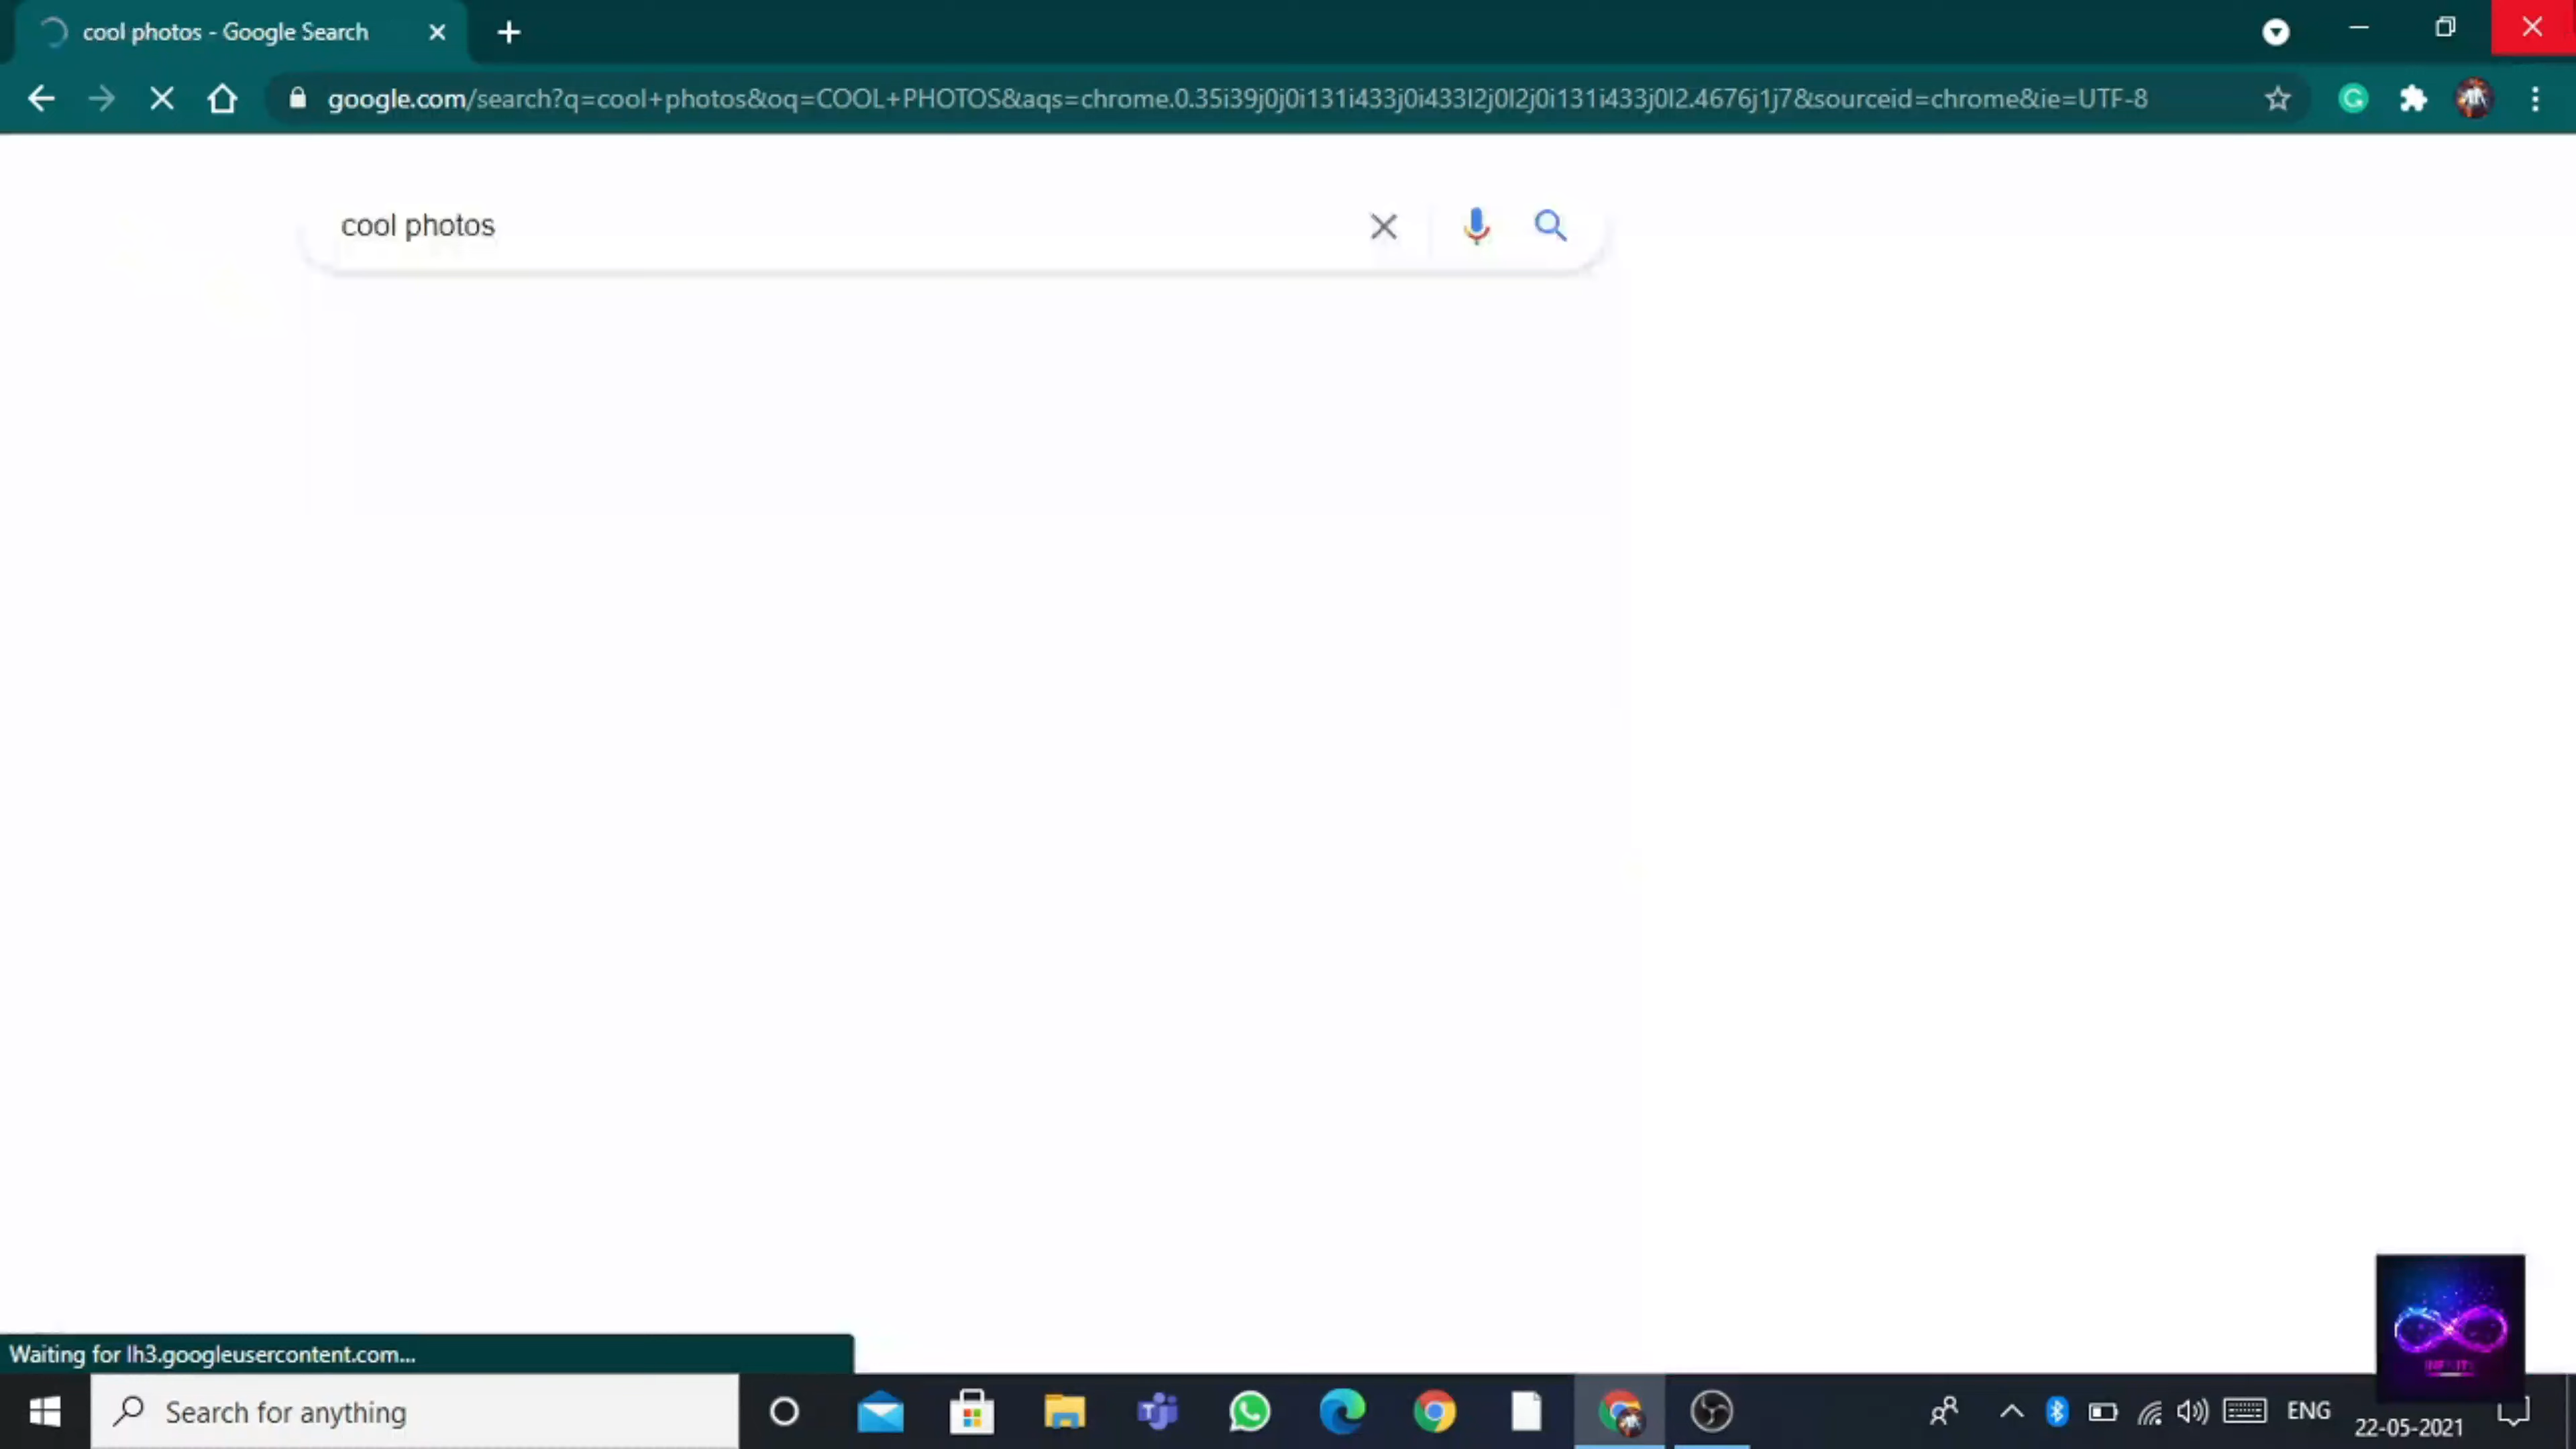 cool photos - Google Search
google.com/search?q=cool+photos&oq=COOL+PHOTOS&aqs=chrome.0.35i39j0j0i131i433j0i433l2j0l2j0i131i433j0l2.4676j1j7&sourceid=chrome&ie=UTF-8
cool photos
Waiting for lh3.googleusercontent.com...
Search for anything
ENG
22-05-2021